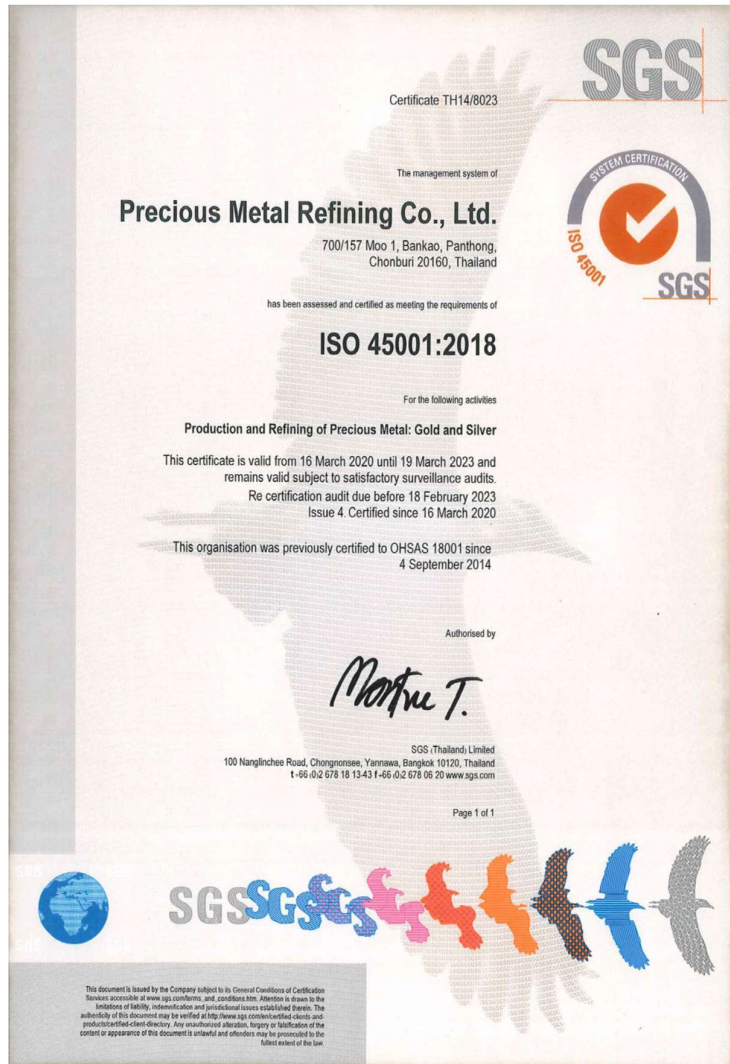 SGS
Certificate TH14/8023
SYSTEM CERTIFICATION
ISO 45001
SGS
The management system of
Precious Metal Refining Co., Ltd.
700/157 Moo 1, Bankao, Panthong,
Chonburi 20160, Thailand
has been assessed and certified as meeting the requirements of
ISO 45001:2018
For the following activities
Production and Refining of Precious Metal: Gold and Silver
This certificate is valid from 16 March 2020 until 19 March 2023 and
remains valid subject to satisfactory surveillance audits.
Re certification audit due before 18 February 2023
Issue 4. Certified since 16 March 2020
This organisation was previously certified to OHSAS 18001 since
4 September 2014
Authorised by
SGS (Thailand) Limited
100 Nanglinchee Road, Chongnonsee, Yannawa, Bangkok 10120, Thailand
t +66 (0)2 678 18 13-43 f +66 (0)2 678 06 20 www.sgs.com
Page 1 of 1
SGS SGS SGS
This document is issued by the Company subject to its General Conditions of Certification
Services accessible at www.sgs.com/terms_and_conditions.htm. Attention is drawn to the
limitations of liability, indemnification and jurisdictional issues established therein. The
authenticity of this document may be verified at http://www.sgs.com/en/certified-clients-and-
products/certified-client-directory. Any unauthorized alteration, forgery or falsification of the
content or appearance of this document is unlawful and offenders may be prosecuted to the
fullest extent of the law.